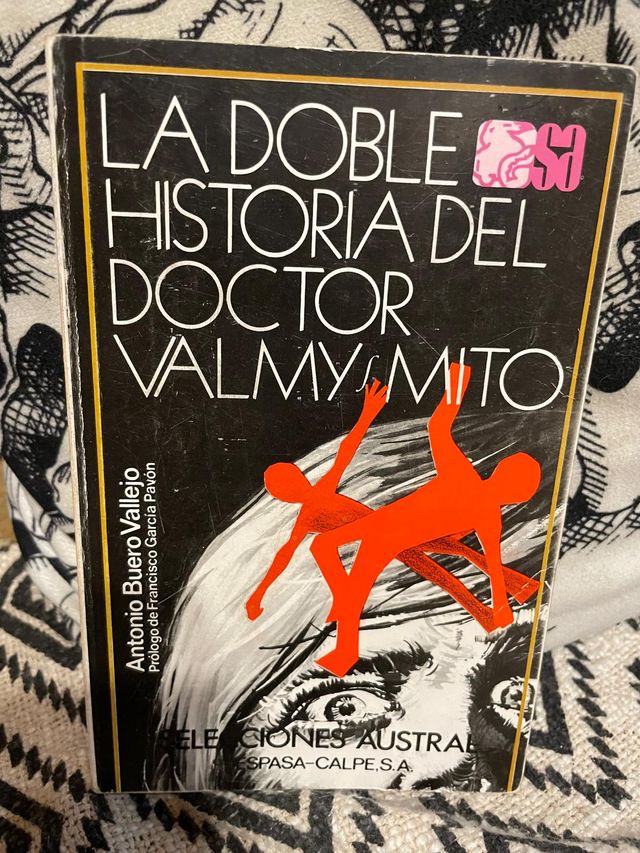 LA DOBLE
sa
HISTORIA DEL
DOCTOR
VALMY MITO
Antonio Buero Vallejo
Prólogo de Francisco García Pavón
SELECCIONES AUSTRAL
ESPASA-CALPE, S.A.